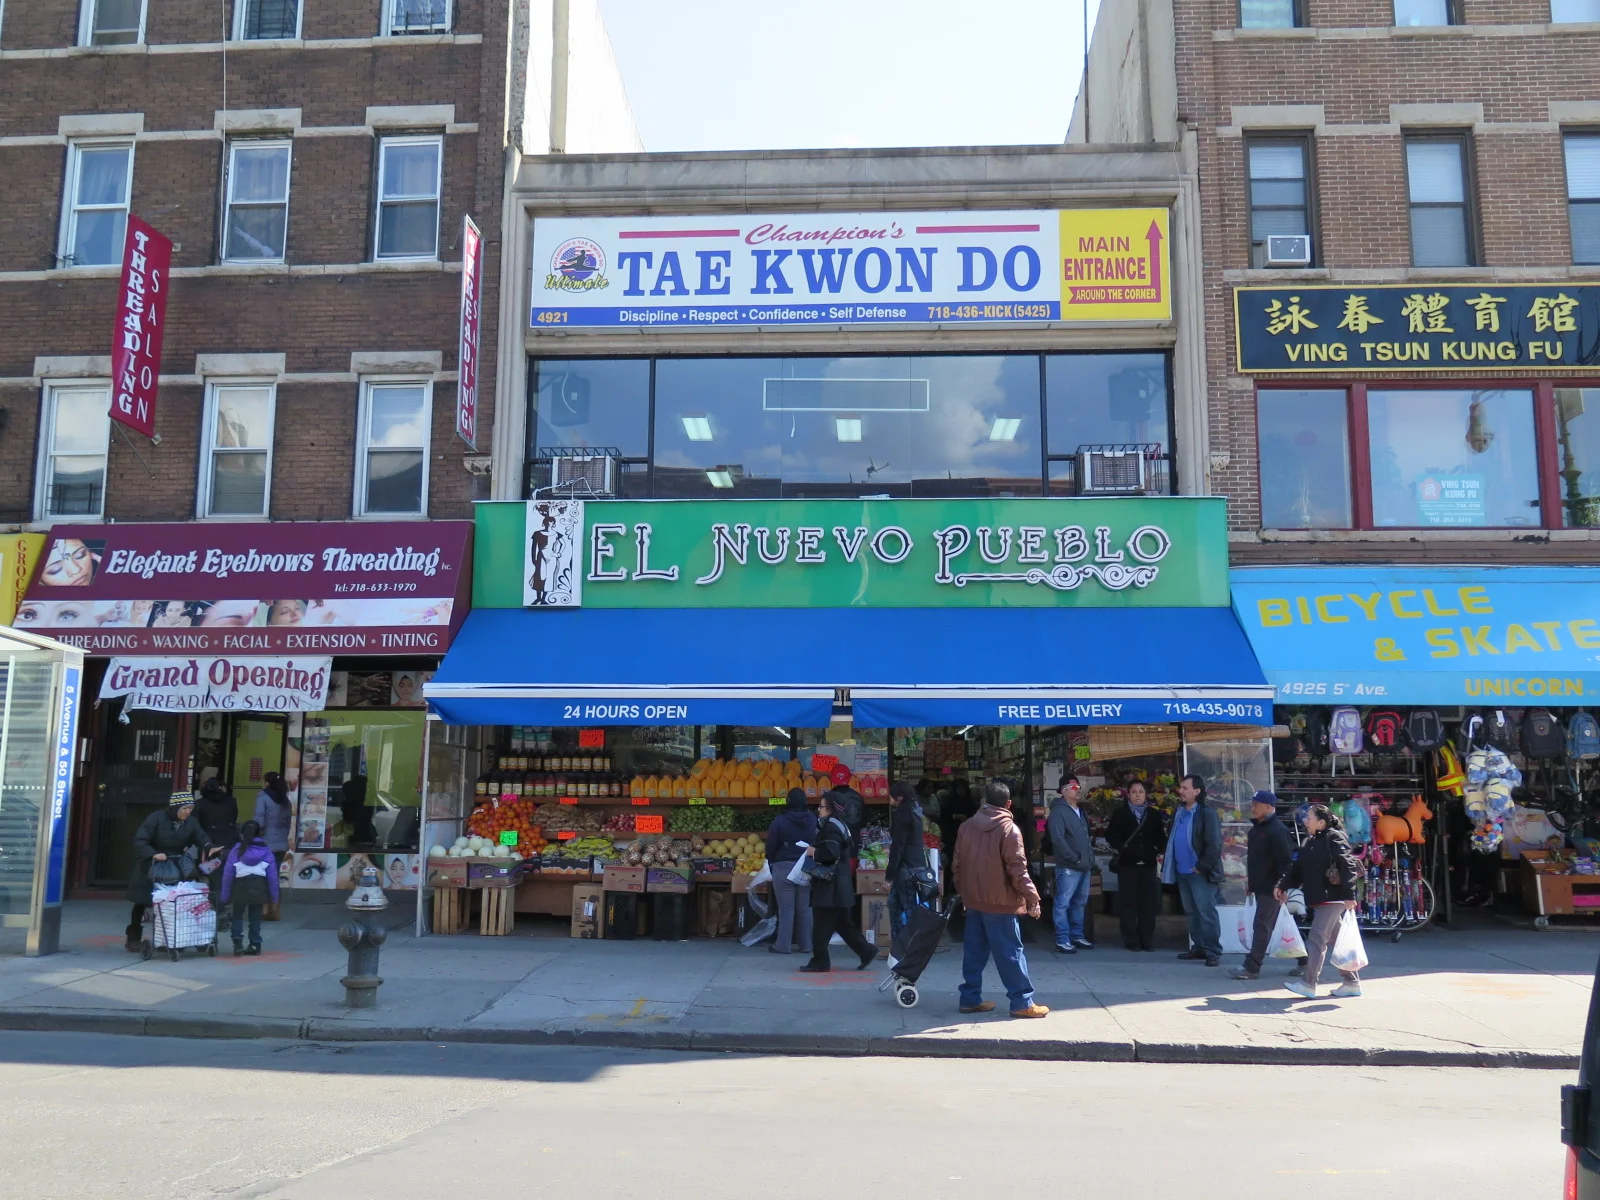 THREADING
SALON
THREADING
SALON
Champion's
TAE KWON DO
Ultimate
4921
Discipline • Respect • Confidence • Self Defense
718-436-KICK (5425)
MAIN
ENTRANCE
AROUND THE CORNER
詠春體育館
VING TSUN KUNG FU
VING TSUN
KUNG FU
EL NUEVO PUEBLO
24 HOURS OPEN
FREE DELIVERY
718-435-9078
Elegant Eyebrows Threading Inc.
Tel: 718-633-1970
THREADING • WAXING • FACIAL • EXTENSION • TINTING
Grand Opening
THREADING SALON
5 Avenue & 50 Street
BICYCLE
& SKATE
4925 5th Ave.
UNICORN